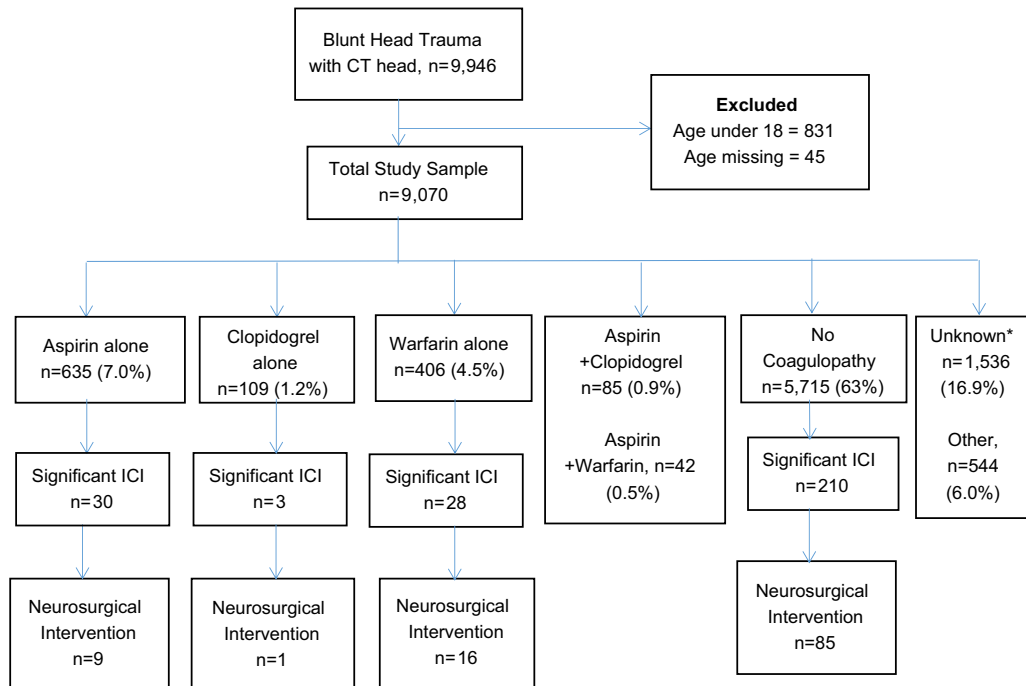 Blunt Head Trauma
with CT head, n=9,946
Excluded
Age under 18 = 831
Age missing = 45
Total Study Sample
n=9,070
Aspirin alone
n=635 (7.0%)
Clopidogrel
alone
n=109 (1.2%)
Warfarin alone
n=406 (4.5%)
Aspirin
+Clopidogrel
n=85 (0.9%)
Aspirin
+Warfarin, n=42
(0.5%)
No
Coagulopathy
n=5,715 (63%)
Unknown*
n=1,536
(16.9%)
Other,
n=544
(6.0%)
Significant ICI
n=30
Significant ICI
n=3
Significant ICI
n=28
Significant ICI
n=210
Neurosurgical
Intervention
n=9
Neurosurgical
Intervention
n=1
Neurosurgical
Intervention
n=16
Neurosurgical
Intervention
n=85